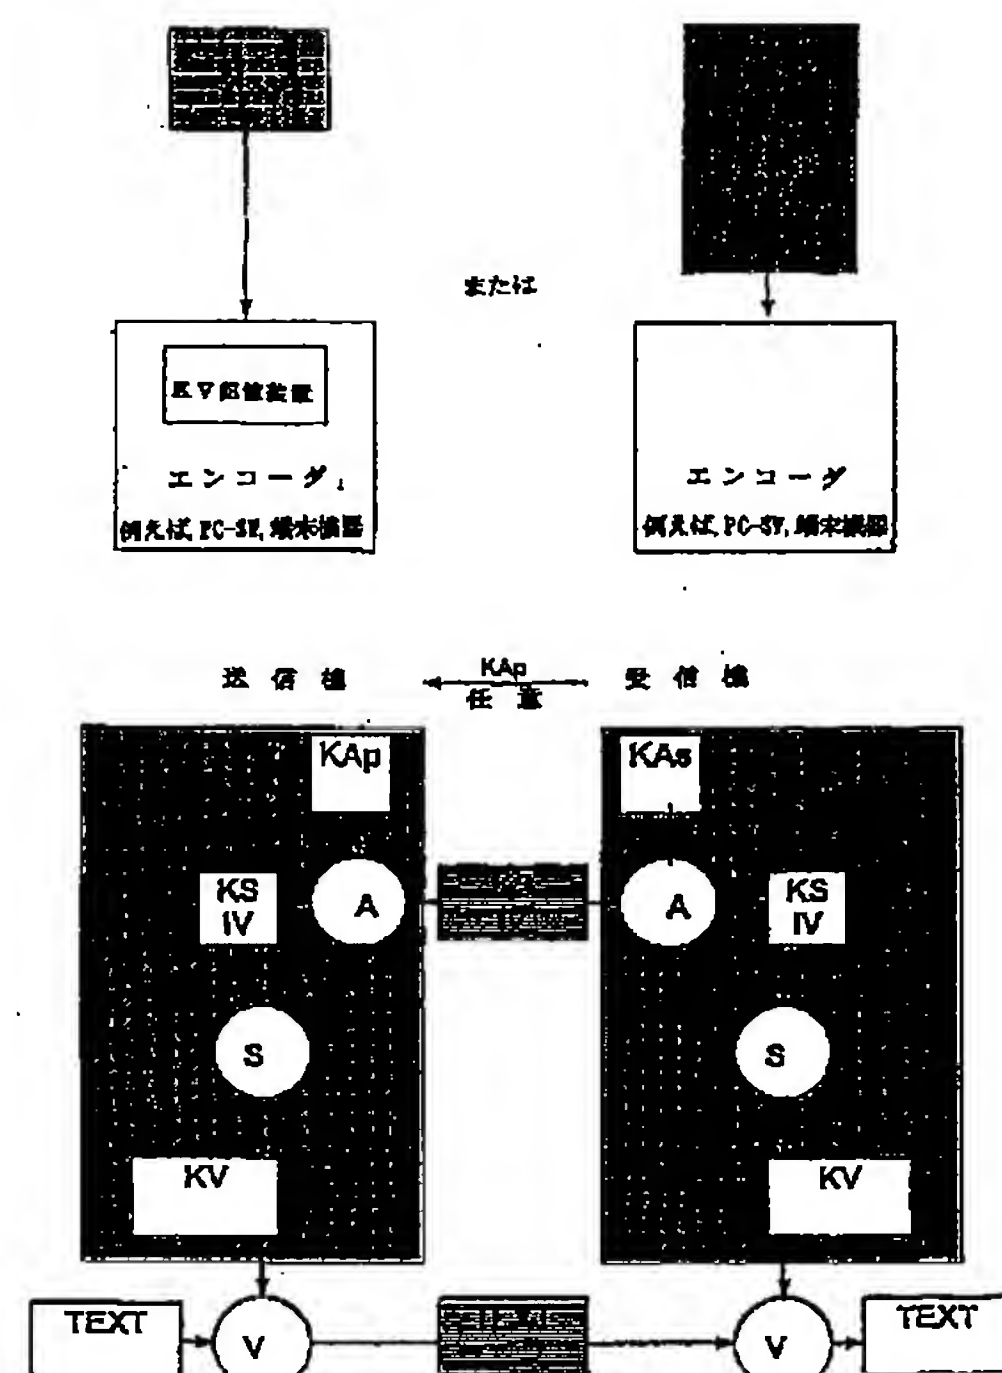 または
KV記憶装置
エンコーダ
例えば,PC-SW,端末機器
エンコーダ
例えば,PC-SW,端末機器
送信機
KAp
任意
受信機
KAp
KAs
KS
IV
A
A
KS
IV
S
S
KV
KV
TEXT
V
V
TEXT